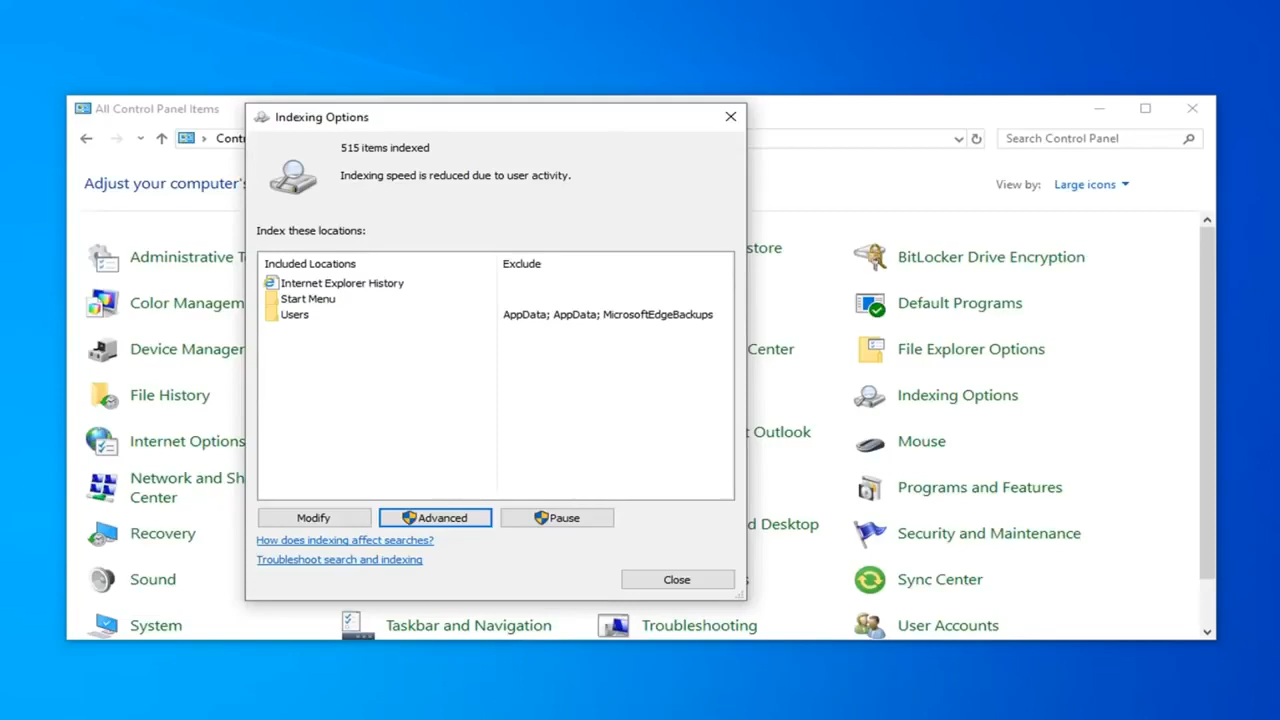 All Control Panel Items
Indexing Options
515 items indexed
Indexing speed is reduced due to user activity.
Index these locations:
Included Locations
Exclude
Internet Explorer History
Start Menu
Users
AppData; AppData; MicrosoftEdgeBackups
Modify
Advanced
Pause
How does indexing affect searches?
Troubleshoot search and indexing
Close
Contr
Search Control Panel
Adjust your computer's
View by:
Large icons
Administrative T
store
BitLocker Drive Encryption
Color Managem
Default Programs
Device Manager
Center
File Explorer Options
File History
Indexing Options
Internet Options
t Outlook
Mouse
Network and Sh
Center
Programs and Features
Recovery
d Desktop
Security and Maintenance
Sound
s
Sync Center
System
Taskbar and Navigation
Troubleshooting
User Accounts